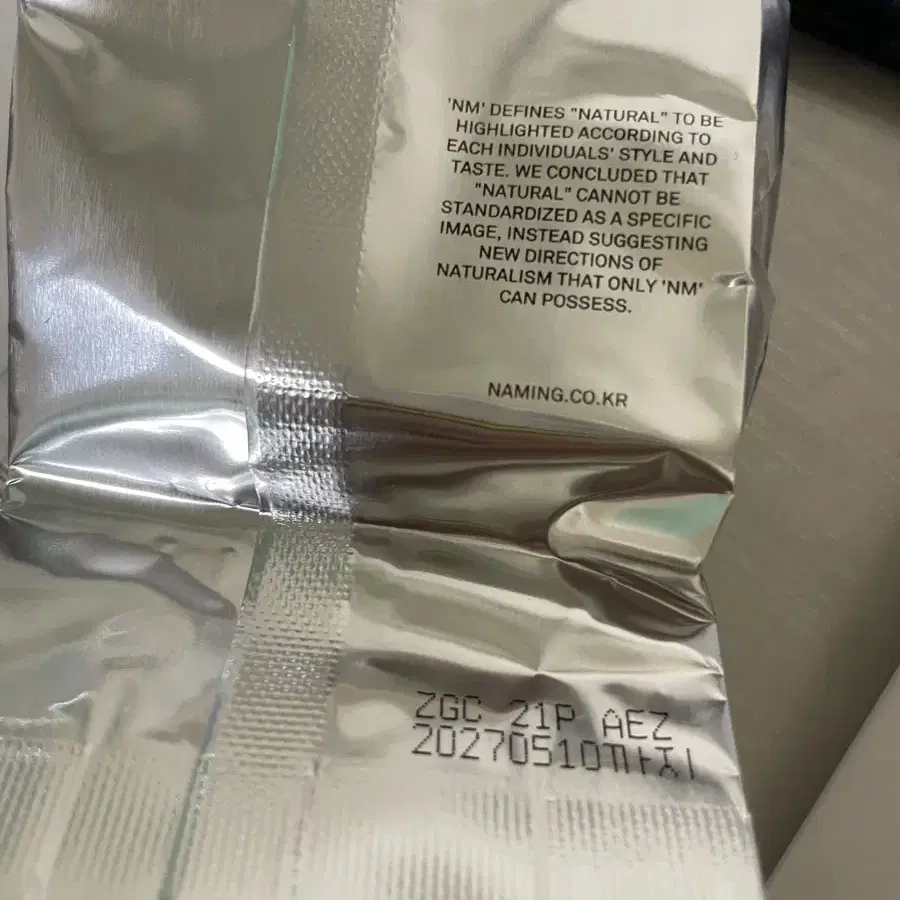 'NM' DEFINES "NATURAL" TO BE
HIGHLIGHTED ACCORDING TO
EACH INDIVIDUALS' STYLE AND
TASTE. WE CONCLUDED THAT
"NATURAL" CANNOT BE
STANDARDIZED AS A SPECIFIC
IMAGE, INSTEAD SUGGESTING
NEW DIRECTIONS OF
NATURALISM THAT ONLY 'NM'
CAN POSSESS.
NAMING.CO.KR
ZGC 21P AEZ
20270510까지